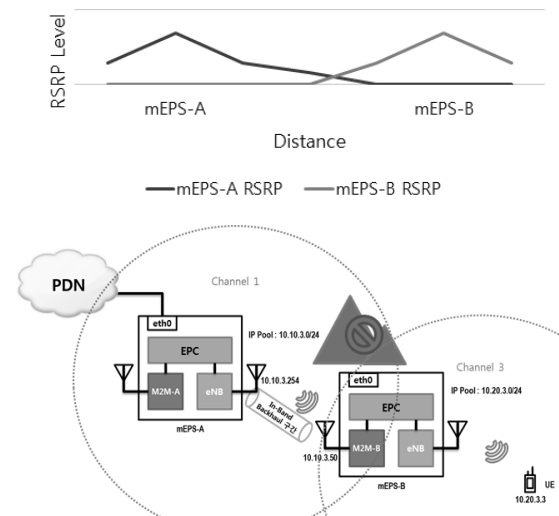 RSRP Level
mEPS-A
mEPS-B
Distance
mEPS-A RSRP
mEPS-B RSRP
PDN
Channel 1
eth0
IP Pool : 10.10.3.0/24
EPC
M2M-A
eNB
10.10.3.254
mEPS-A
In-Band
Backhaul 구간
Channel 3
eth0
IP Pool : 10.20.3.0/24
EPC
M2M-B
eNB
10.19.3.50
mEPS-B
UE
10.20.3.3